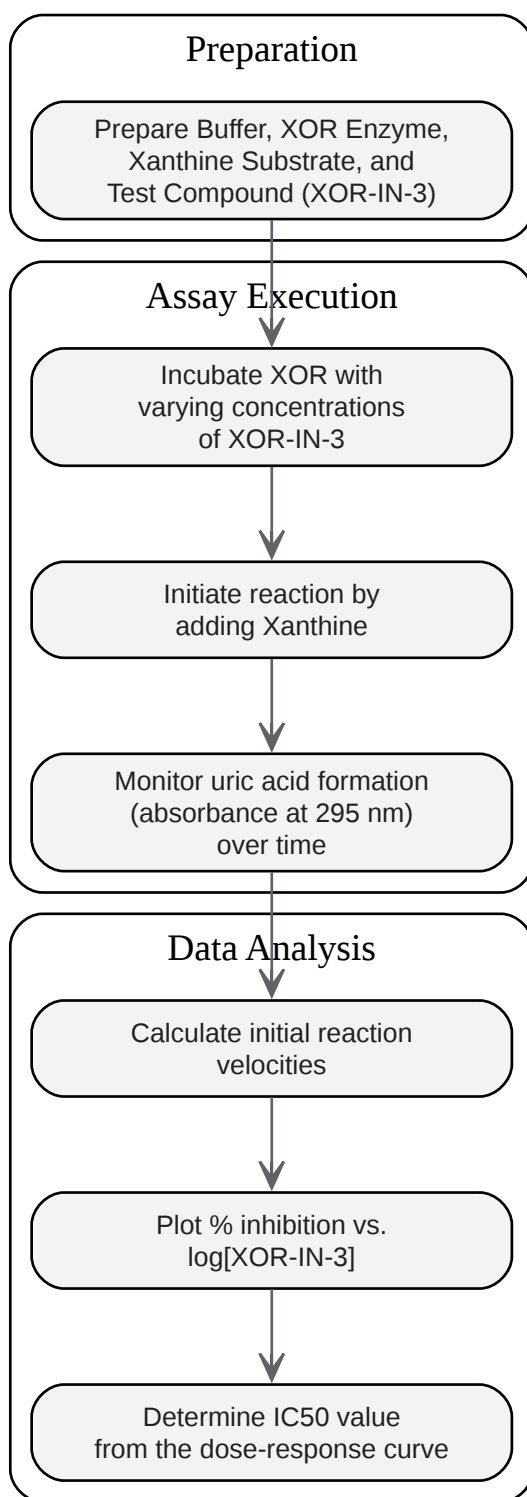 Preparation
Prepare Buffer, XOR Enzyme,
Xanthine Substrate, and
Test Compound (XOR-IN-3)
Assay Execution
Incubate XOR with
varying concentrations
of XOR-IN-3
Initiate reaction by
adding Xanthine
Monitor uric acid formation
(absorbance at 295 nm)
over time
Data Analysis
Calculate initial reaction
velocities
Plot % inhibition vs.
log[XOR-IN-3]
Determine IC50 value
from the dose-response curve